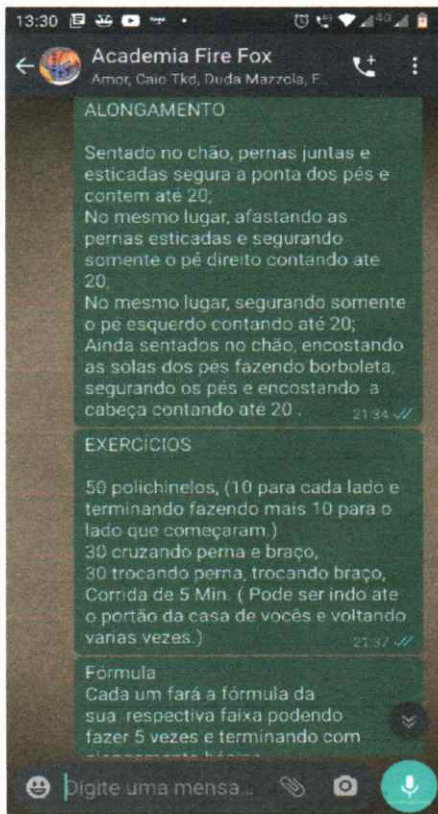 13:30
Academia Fire Fox
Amor, Caio Tkd, Duda Mazzola, F
ALONGAMENTO
Sentado no chão, pernas juntas e
esticadas segura a ponta dos pés e
contem até 20;
No mesmo lugar, afastando as
pernas esticadas e segurando
somente o pé direito contando ate
20;
No mesmo lugar, segurando somente
o pé esquerdo contando até 20;
Ainda sentados no chão, encostando
as solas dos pés fazendo borboleta,
segurando os pés e encostando a
cabeça contando até 20 .
21:34
EXERCICIOS
50 polichinelos, (10 para cada lado e
terminando fazendo mais 10 para o
lado que começaram.)
30 cruzando perna e braço,
30 trocando perna, trocando braço,
Corrida de 5 Min. ( Pode ser indo ate
o portão da casa de vocês e voltando
varias vezes.)
21:37
Fórmula
Cada um fará a fórmula da
sua respectiva faixa podendo
fazer 5 vezes e terminando com
Digite uma mensa...